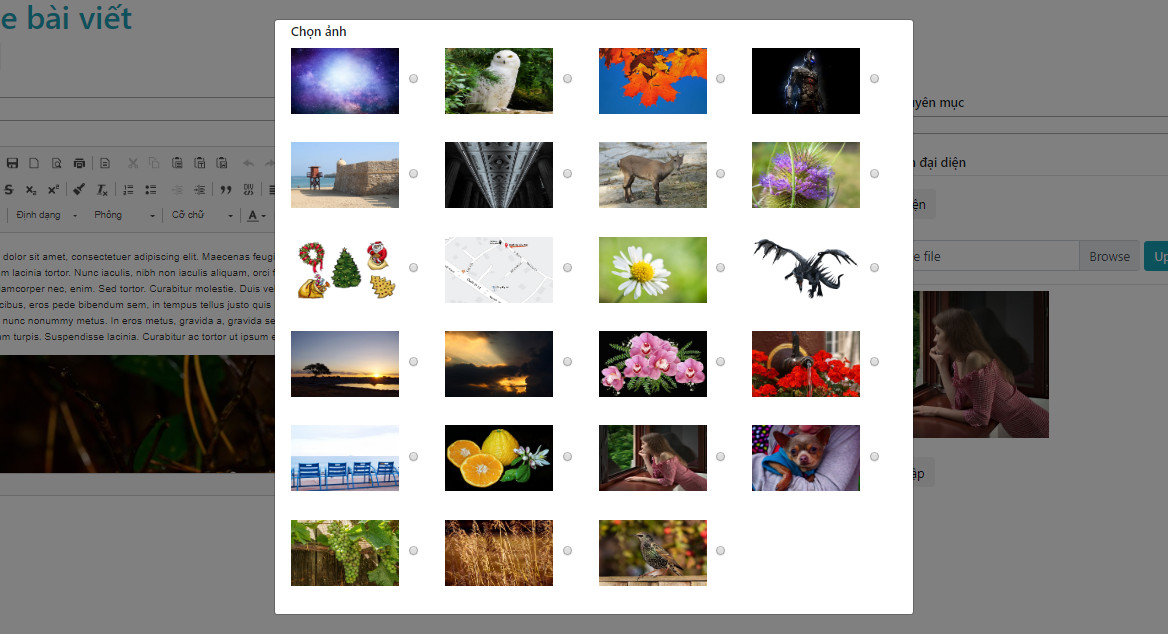 e bài viết
Chọn ảnh
uyên mục
đại diện
Định dạng
Phông
Cỡ chữ
A
ện
dolor sit amet, consectetuer adipiscing elit. Maecenas feug
m lacinia tortor. Nunc iaculis, nibh non iaculis aliquam, orci f
amcorper nec, enim. Sed tortor. Curabitur molestie. Duis ve
cibus, eros pede bibendum sem, in tempus tellus justo quis
nunc nonummy metus. In eros metus, gravida a, gravida se
m turpis. Suspendisse lacinia. Curabitur ac tortor ut ipsum e
e file
Browse
Up
ập